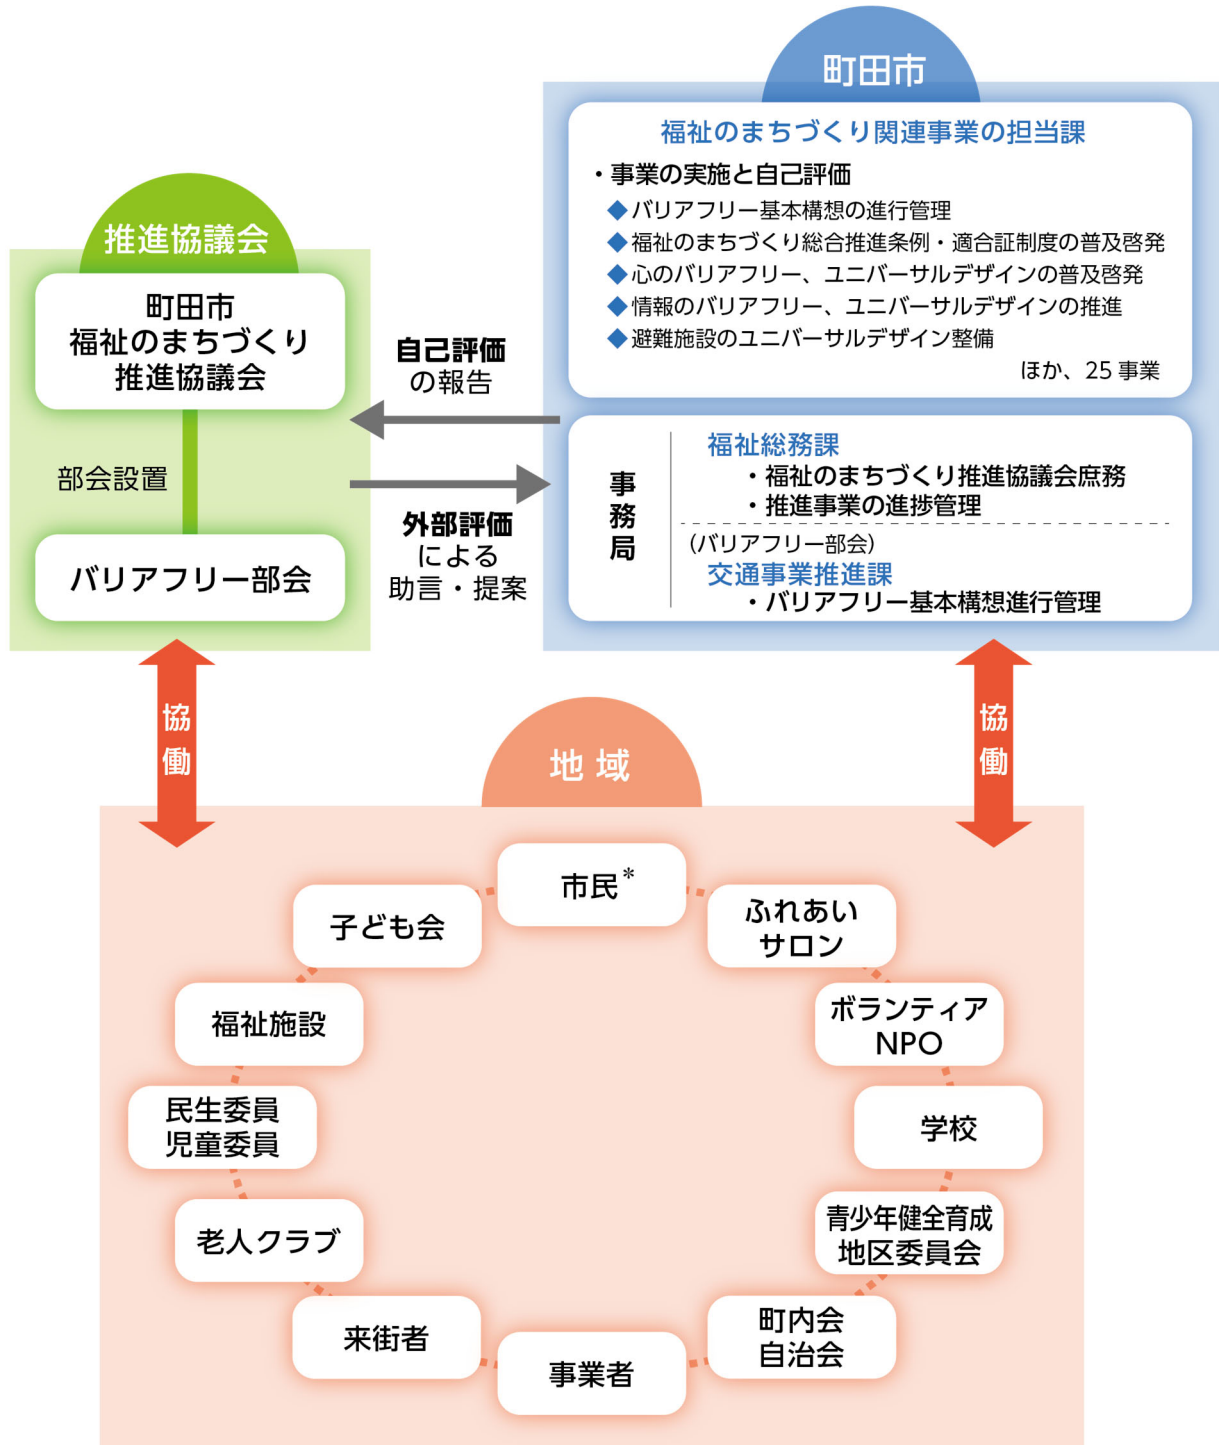 町田市
福祉のまちづくり関連事業の担当課
・事業の実施と自己評価
◆バリアフリー基本構想の進行管理
◆福祉のまちづくり総合推進条例・適合証制度の普及啓発
◆心のバリアフリー、ユニバーサルデザインの普及啓発
◆情報のバリアフリー、ユニバーサルデザインの推進
◆避難施設のユニバーサルデザイン整備
ほか、25 事業
推進協議会
町田市
福祉のまちづくり
推進協議会
部会設置
バリアフリー部会
自己評価
の報告
外部評価
による
助言・提案
事務局
福祉総務課
・福祉のまちづくり推進協議会庶務
・推進事業の進捗管理
（バリアフリー部会）
交通事業推進課
・バリアフリー基本構想進行管理
協働
協働
地域
市民*
ふれあい
サロン
ボランティア
NPO
学校
青少年健全育成
地区委員会
町内会
自治会
事業者
来街者
老人クラブ
民生委員
児童委員
福祉施設
子ども会